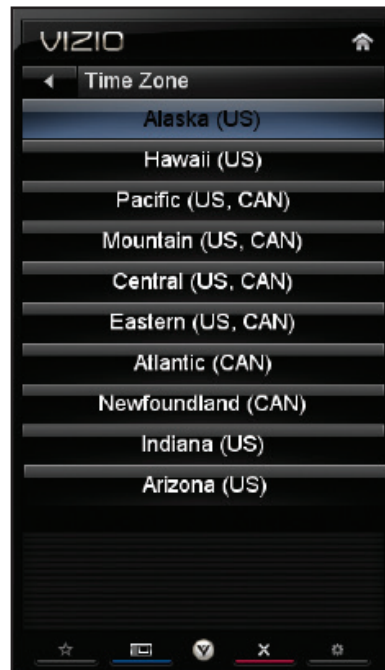 VIZIO
Time Zone
Alaska (US)
Hawaii (US)
Pacific (US, CAN)
Mountain (US, CAN)
Central (US, CAN)
Eastern (US, CAN)
Atlantic (CAN)
Newfoundland (CAN)
Indiana (US)
Arizona (US)